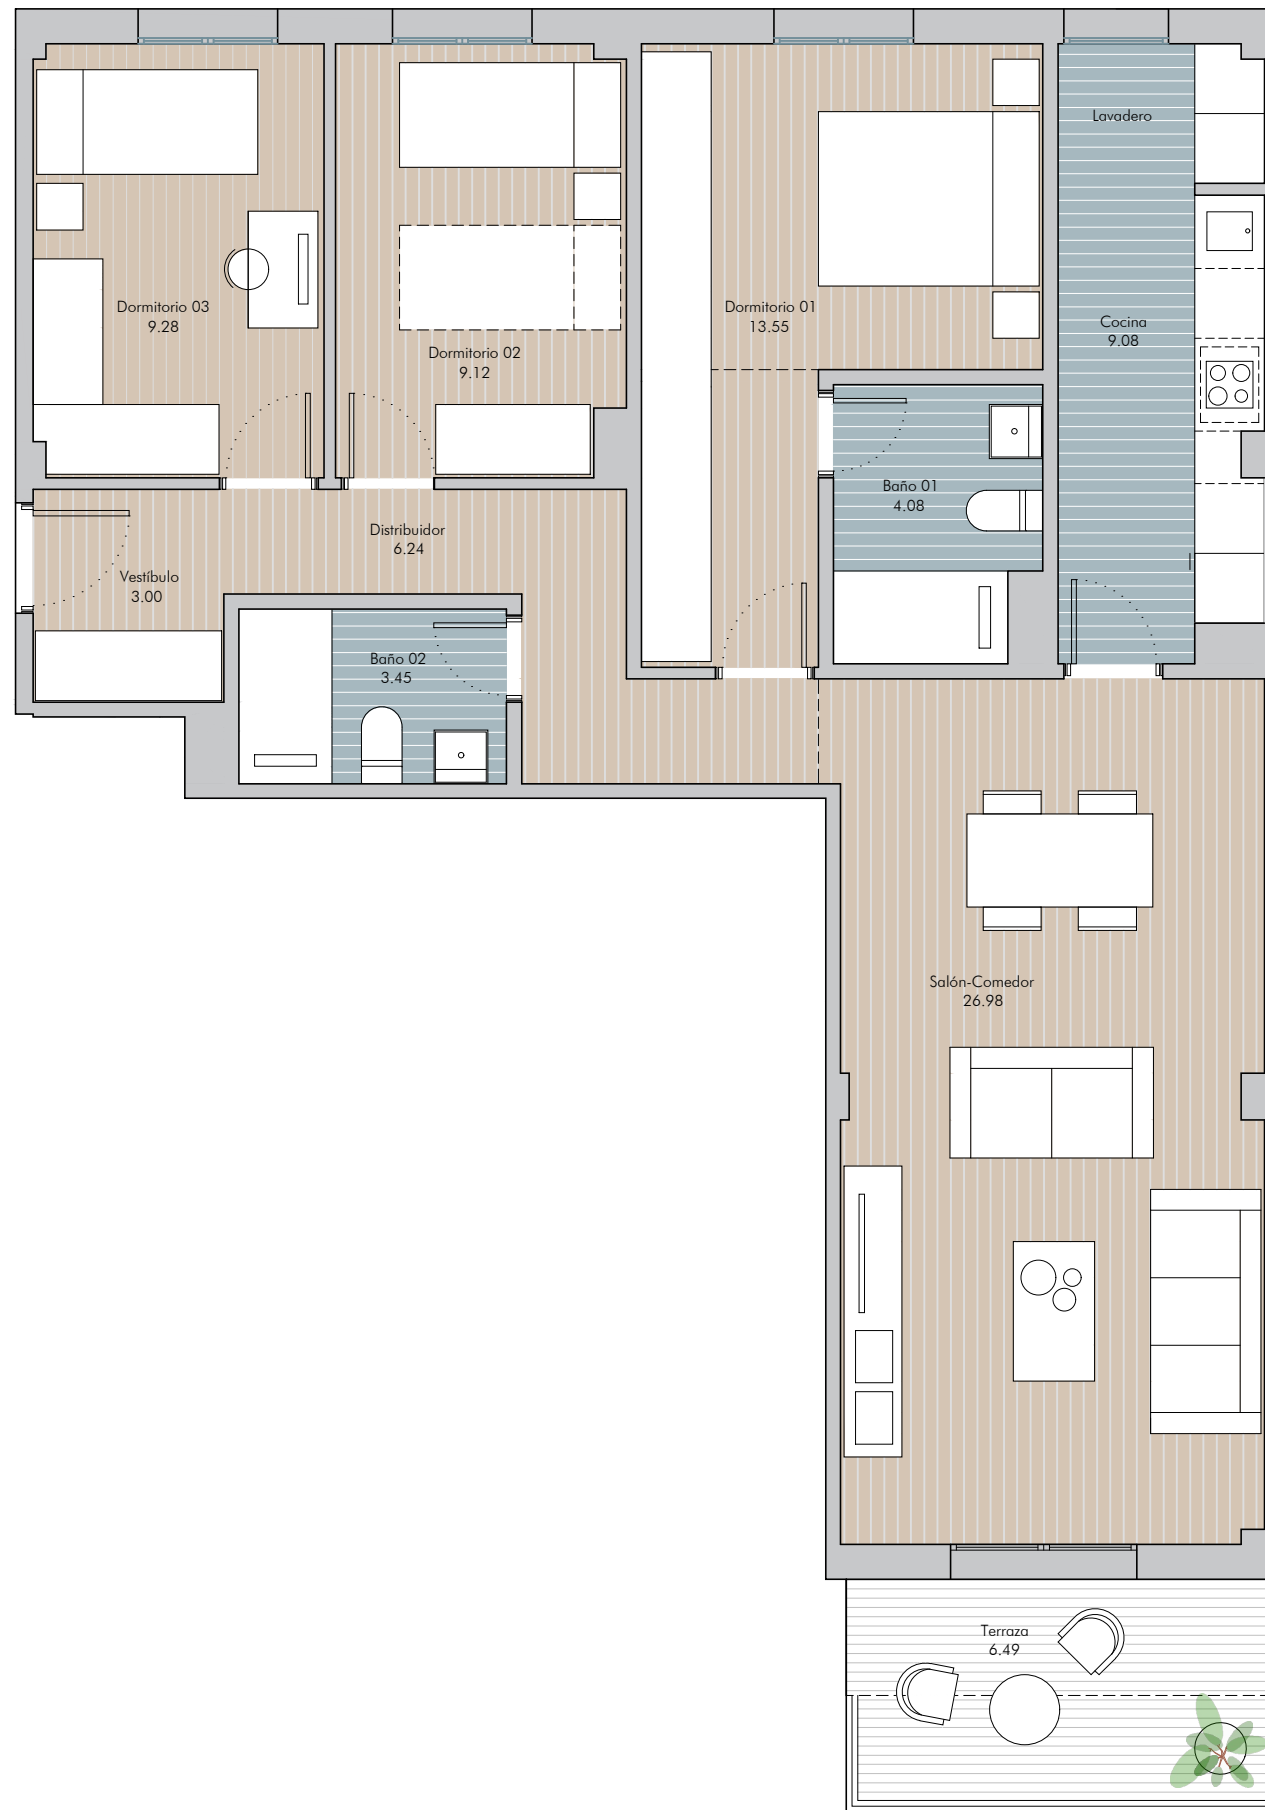 Lavadero
Dormitorio 03
9.28
Dormitorio 01
13.55
Cocina
9.08
Dormitorio 02
9.12
Baño 01
4.08
Distribuidor
6.24
Vestíbulo
3.00
Baño 02
3.45
Salón-Comedor
26.98
Terraza
6.49